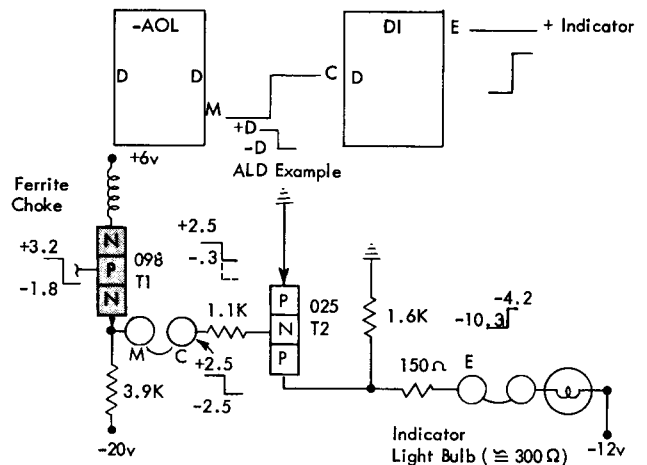 -AOL
DI
E
+ Indicator
D
D
C
D
M
+D
-D
ALD Example
+6v
Ferrite
Choke
+3.2
-1.8
N
P
N
098
T1
+2.5
-.3
1.1K
M
C
+2.5
-2.5
3.9K
-20v
P
N
P
025
T2
1.6K
-4.2
-10.3
150Ω
E
Indicator
Light Bulb (≅ 300Ω)
-12v